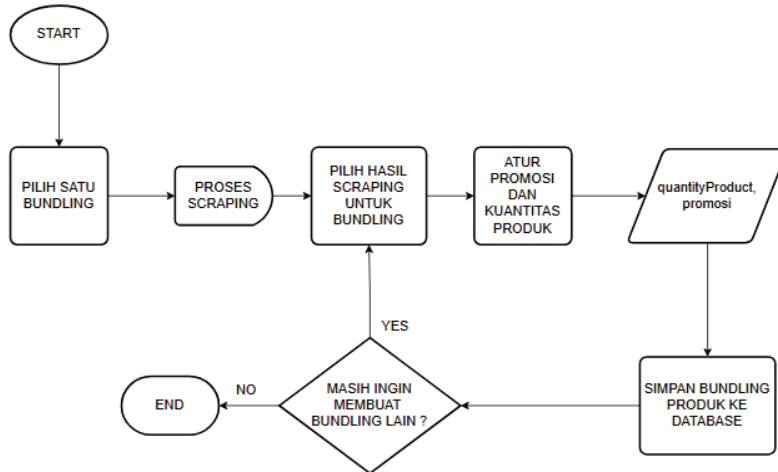 START
PILIH SATU
BUNDLING
PROSES
SCRAPING
PILIH HASIL
SCRAPING
UNTUK
BUNDLING
ATUR
PROMOSI
DAN
KUANTITAS
PRODUK
quantityProduct,
promosi
SIMPAN BUNDLING
PRODUK KE
DATABASE
MASIH INGIN
MEMBUAT
BUNDLING LAIN ?
YES
NO
END